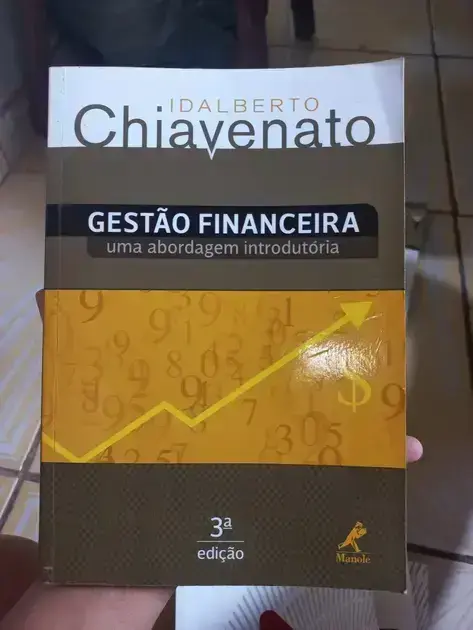 IDALBERTO
Chiavenato
GESTÃO FINANCEIRA
uma abordagem introdutória
$
3ª
edição
Manole